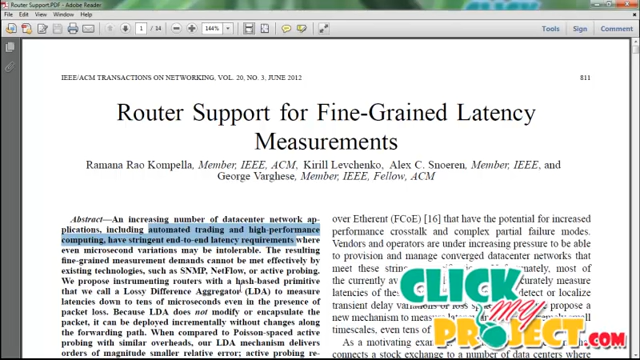 Router Support.PDF - Adobe Reader
File Edit View Window Help
1 / 14
144%
Tools
Sign
Comment
IEEE/ACM TRANSACTIONS ON NETWORKING, VOL. 20, NO. 3, JUNE 2012
811
Router Support for Fine-Grained Latency
Measurements
Ramana Rao Kompella, Member, IEEE, ACM, Kirill Levchenko, Alex C. Snoeren, Member, IEEE, and
George Varghese, Member, IEEE, Fellow, ACM
Abstract—An increasing number of datacenter network ap-
plications, including automated trading and high-performance
computing, have stringent end-to-end latency requirements where
even microsecond variations may be intolerable. The resulting
fine-grained measurement demands cannot be met effectively by
existing technologies, such as SNMP, NetFlow, or active probing.
We propose instrumenting routers with a hash-based primitive
that we call a Lossy Difference Aggregator (LDA) to measure
latencies down to tens of microseconds even in the presence of
packet loss. Because LDA does not modify or encapsulate the
packet, it can be deployed incrementally without changes along
the forwarding path. When compared to Poisson-spaced active
probing with similar overheads, our LDA mechanism delivers
orders of magnitude smaller relative error; active probing re-
over Etherent (FCoE) [16] that have the potential for increased
performance crosstalk and complex partial failure modes.
Vendors and operators are under increasing pressure to be able
to provision and manage converged datacenter networks that
meet these stringent
the currently
latencies of these
detect or localize
transient delay
new mechanism to measure
timescales, even tens of
As a motivating example
connects a stock exchange to a number of data centers where
CLICK
my
PROJECT.COM